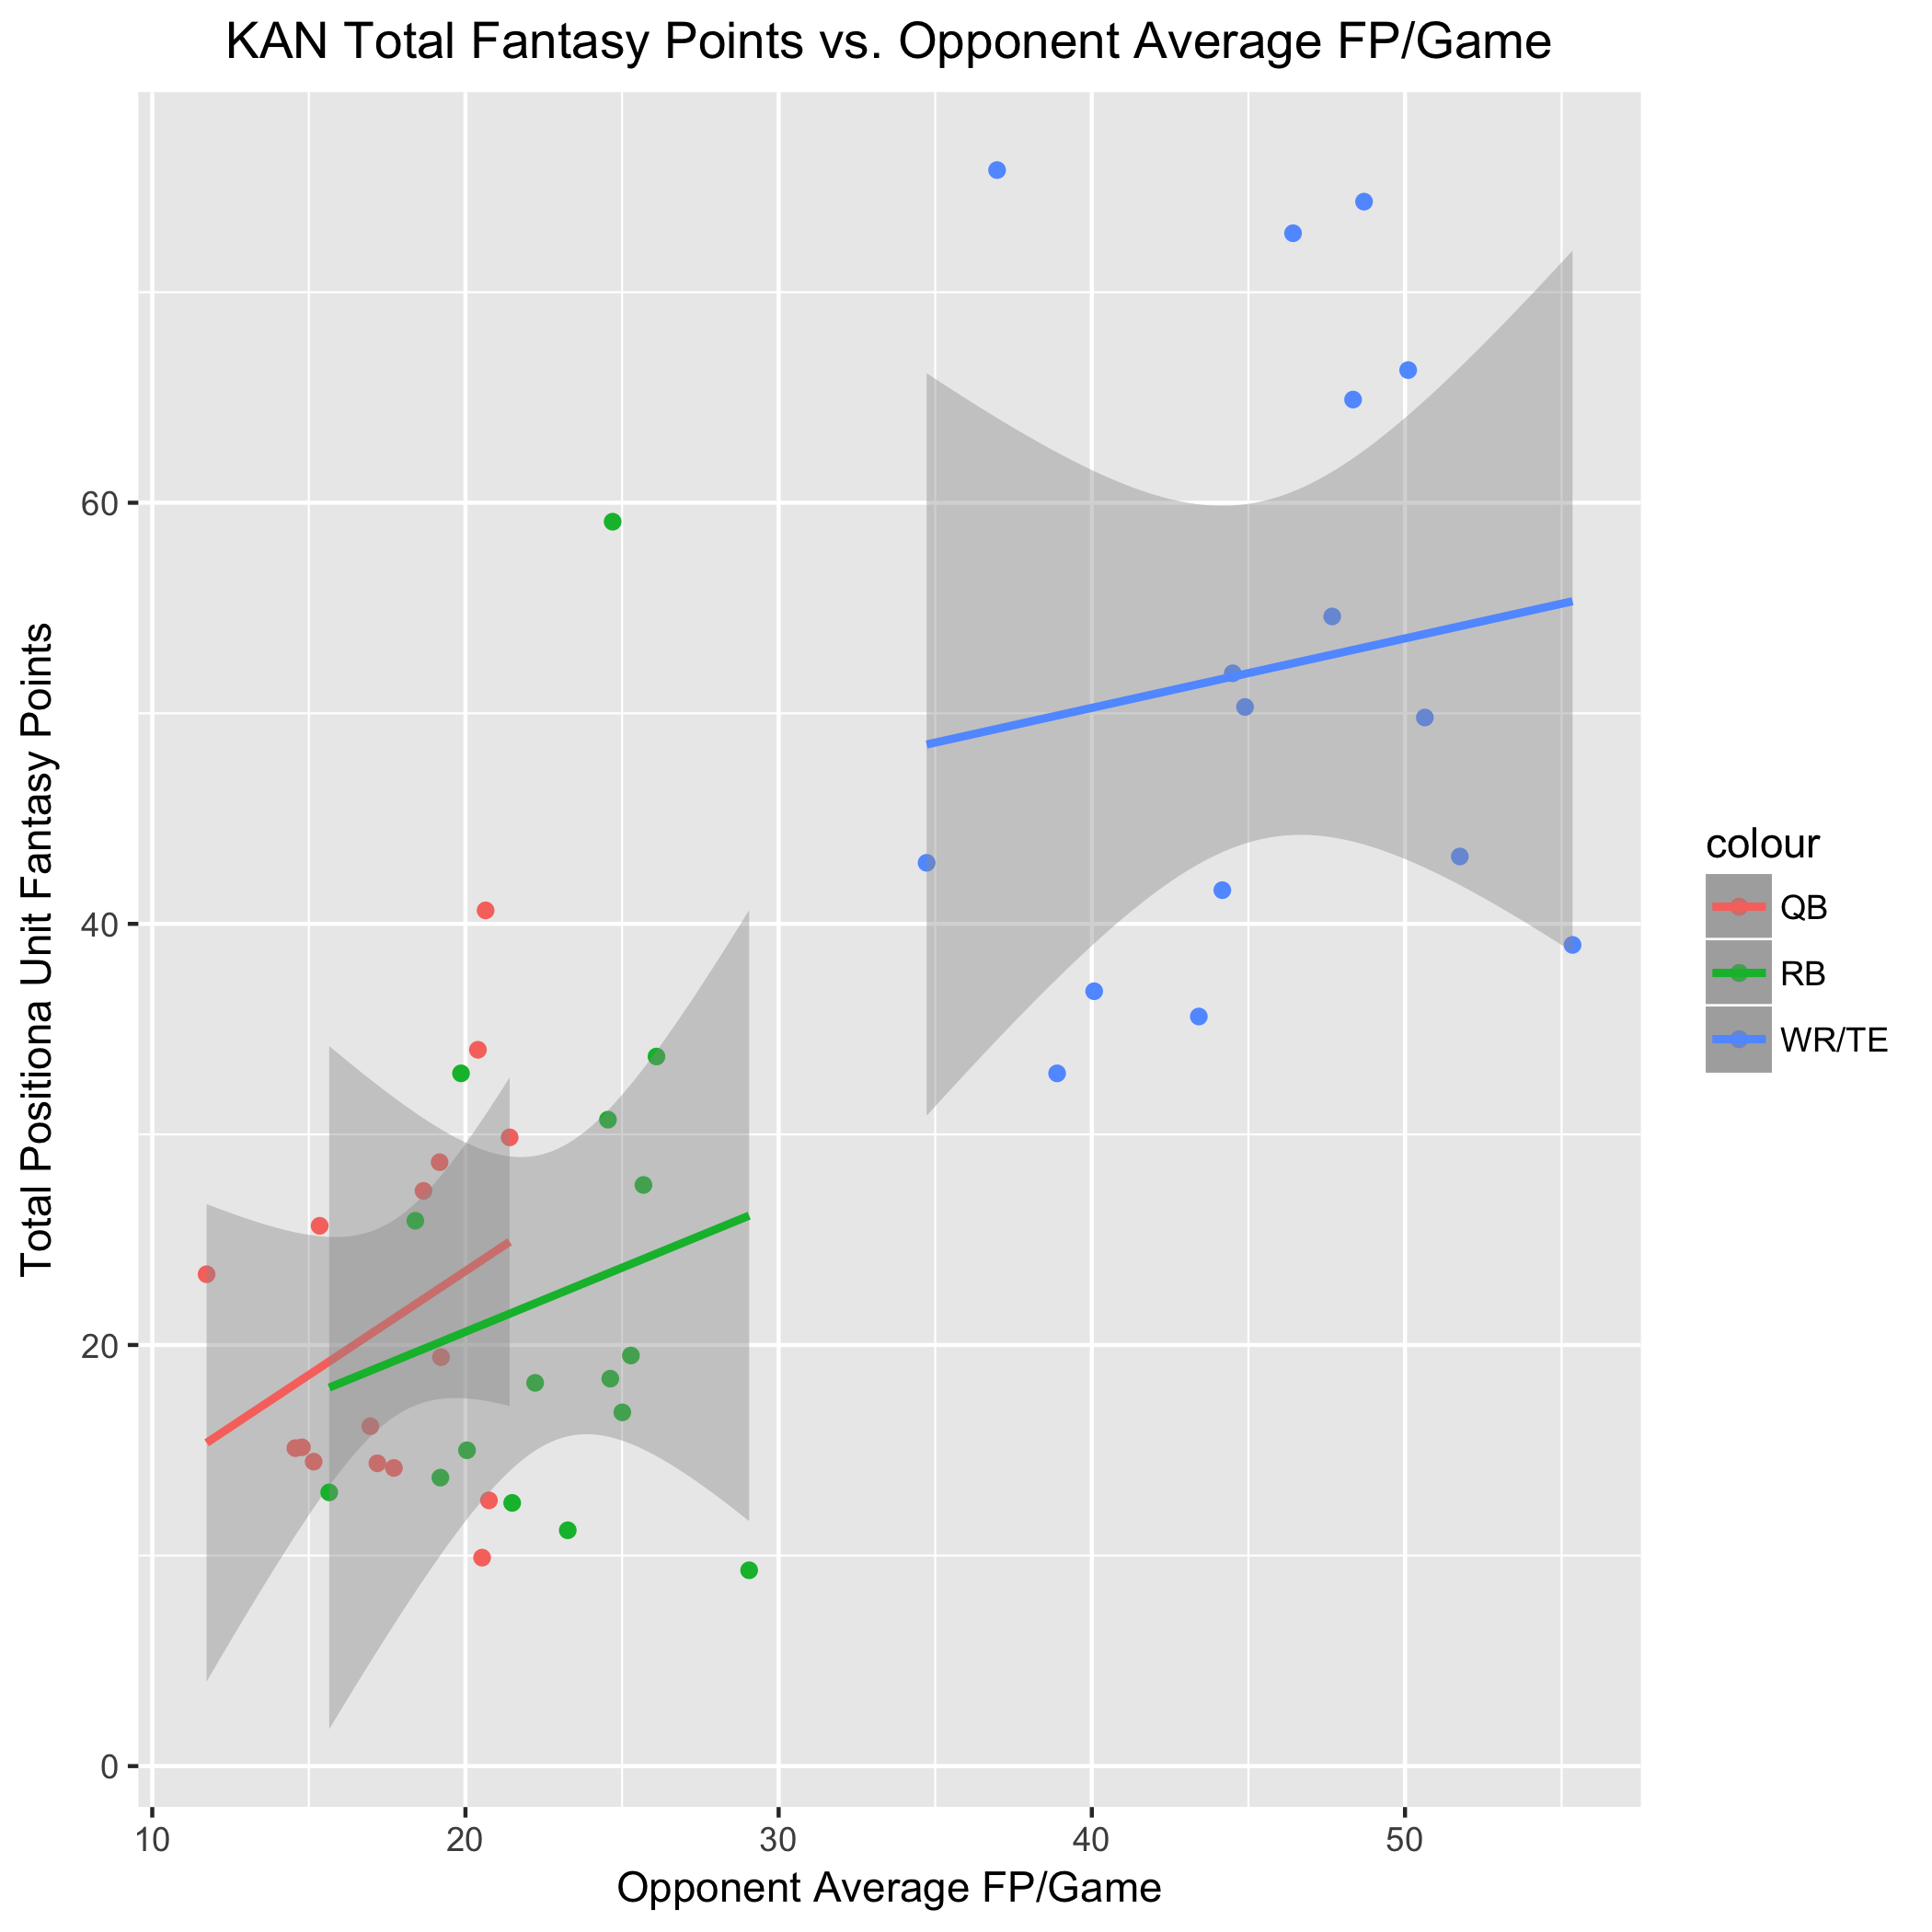 KAN Total Fantasy Points vs. Opponent Average FP/Game
Total Positiona Unit Fantasy Points
60
40
20
0
10 20 30 40 50
Opponent Average FP/Game
colour
QB
RB
WR/TE